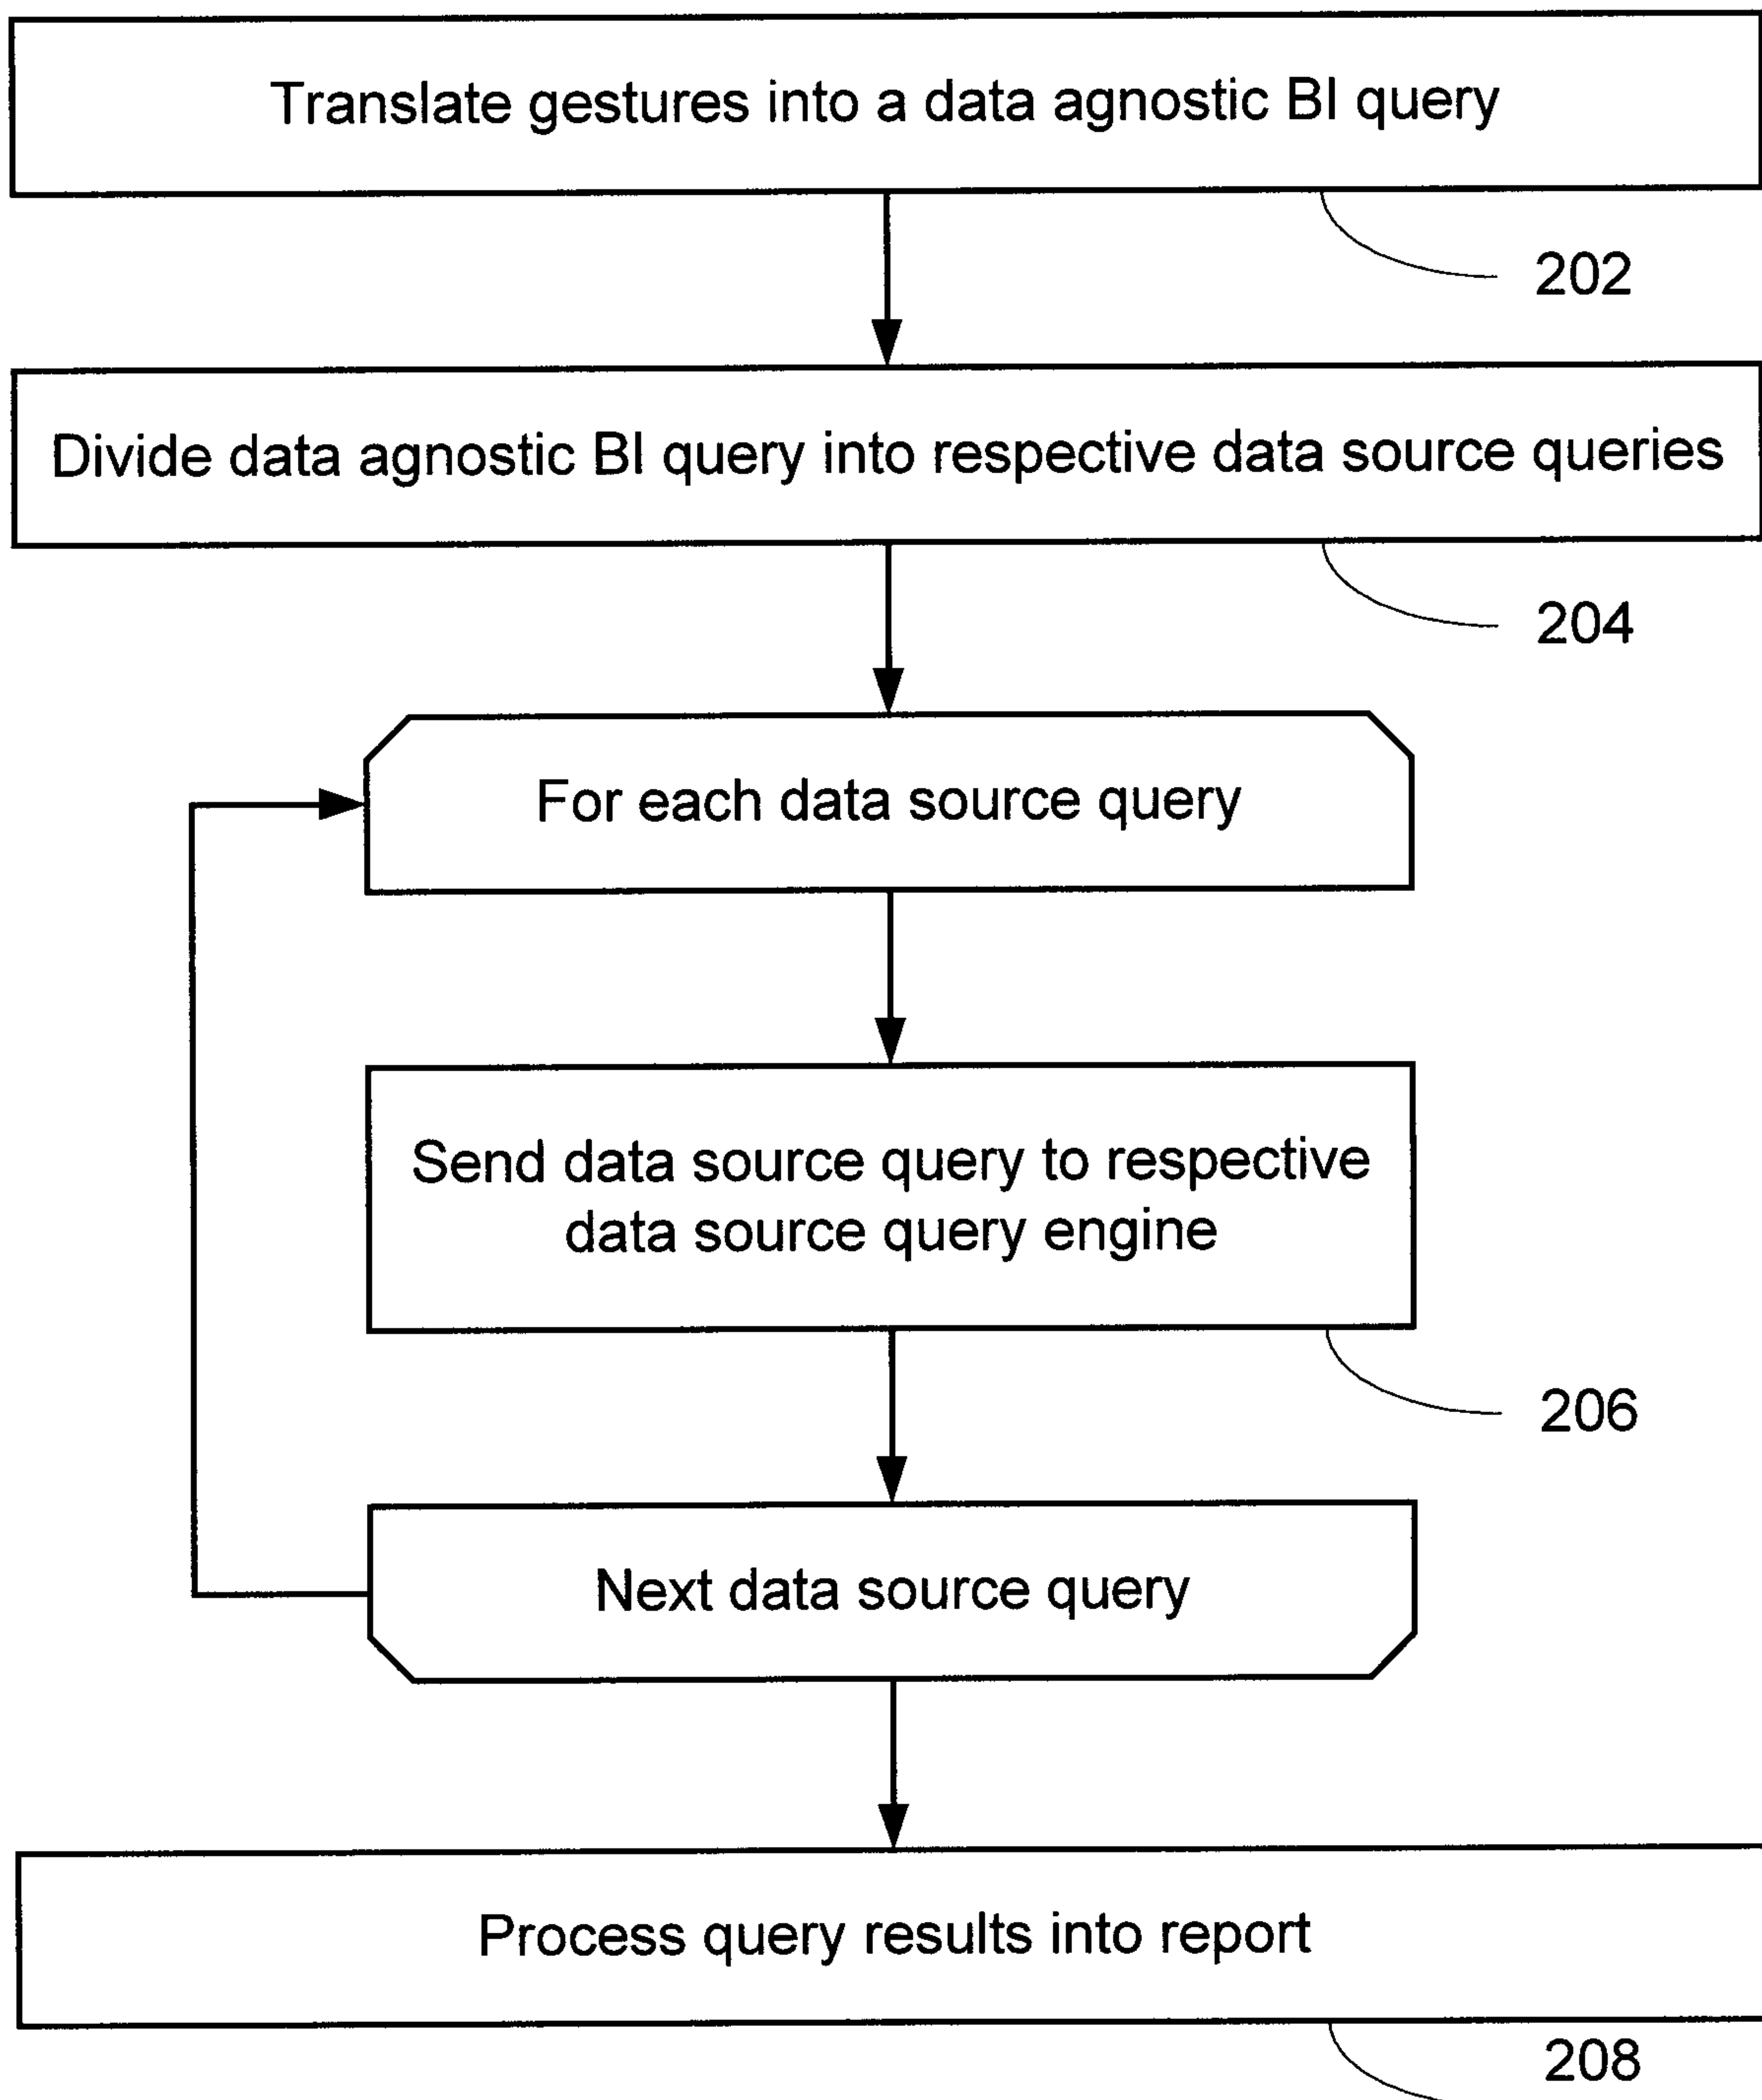 Translate gestures into a data agnostic BI query
202
Divide data agnostic BI query into respective data source queries
204
For each data source query
Send data source query to respective
data source query engine
206
Next data source query
Process query results into report
208